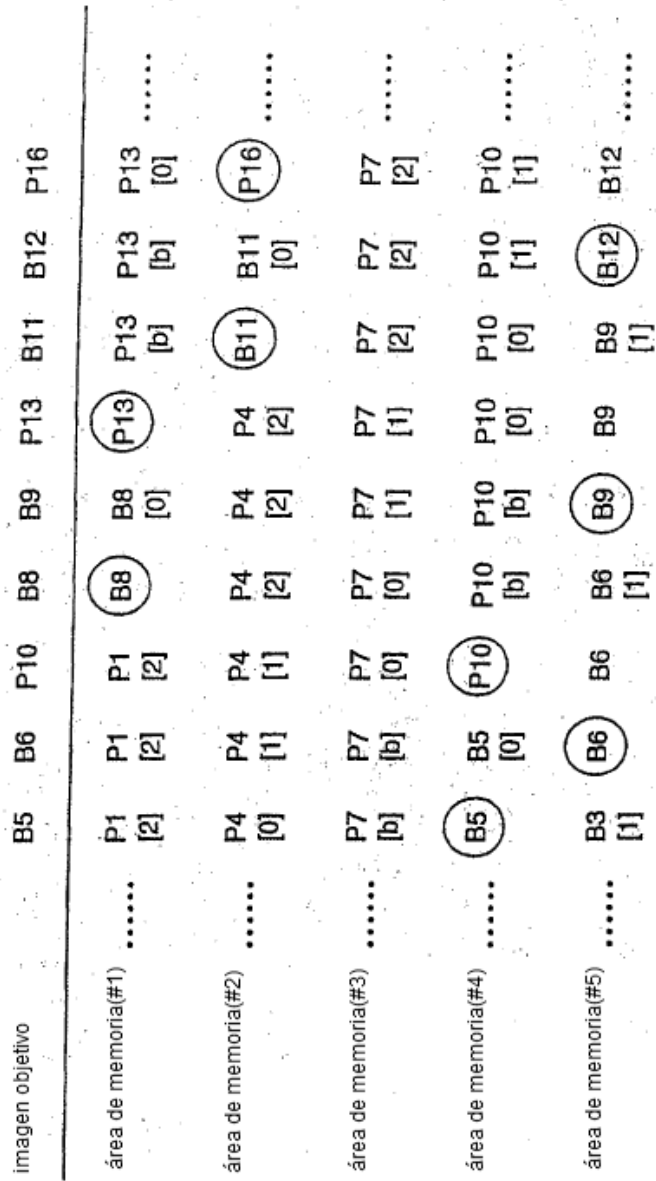 imagen objetivo B5 B6 P10 B8 B9 P13 B11 B12 P16
área de memoria(#1) ...... P1 P1 P1 B8 B8 P13 P13 P13 P13 ......
[2] [2] [2] [0] [b] [b] [0]
área de memoria(#2) ...... P4 P4 P4 P4 P4 P4 B11 B11 P16 ......
[0] [1] [1] [2] [2] [2] [0]
área de memoria(#3) ...... P7 P7 P7 P7 P7 P7 P7 P7 P7 ......
[b] [b] [0] [0] [1] [1] [2] [2] [2]
área de memoria(#4) ...... B5 B5 P10 P10 P10 P10 P10 P10 P10 ......
[0] [b] [b] [0] [0] [1] [1]
área de memoria(#5) ...... B3 B6 B6 B6 B9 B9 B9 B12 B12 ......
[1] [1] [1]